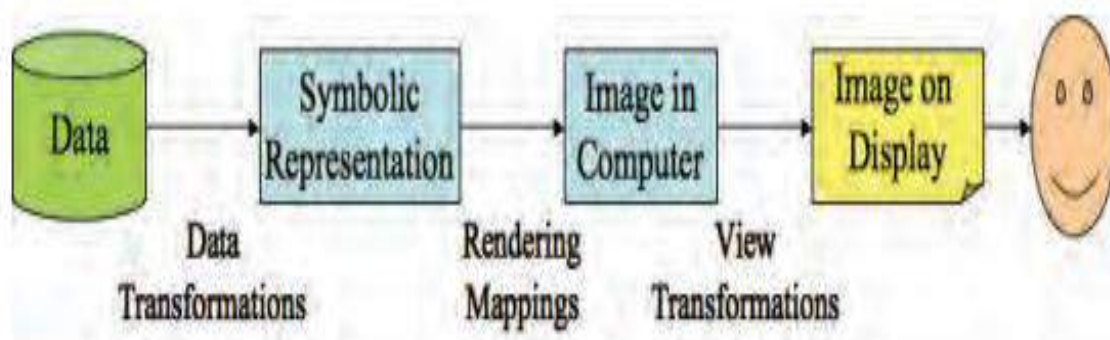 Data
Symbolic
Representation
Image in
Computer
Image on
Display
Data
Transformations
Rendering
Mappings
View
Transformations